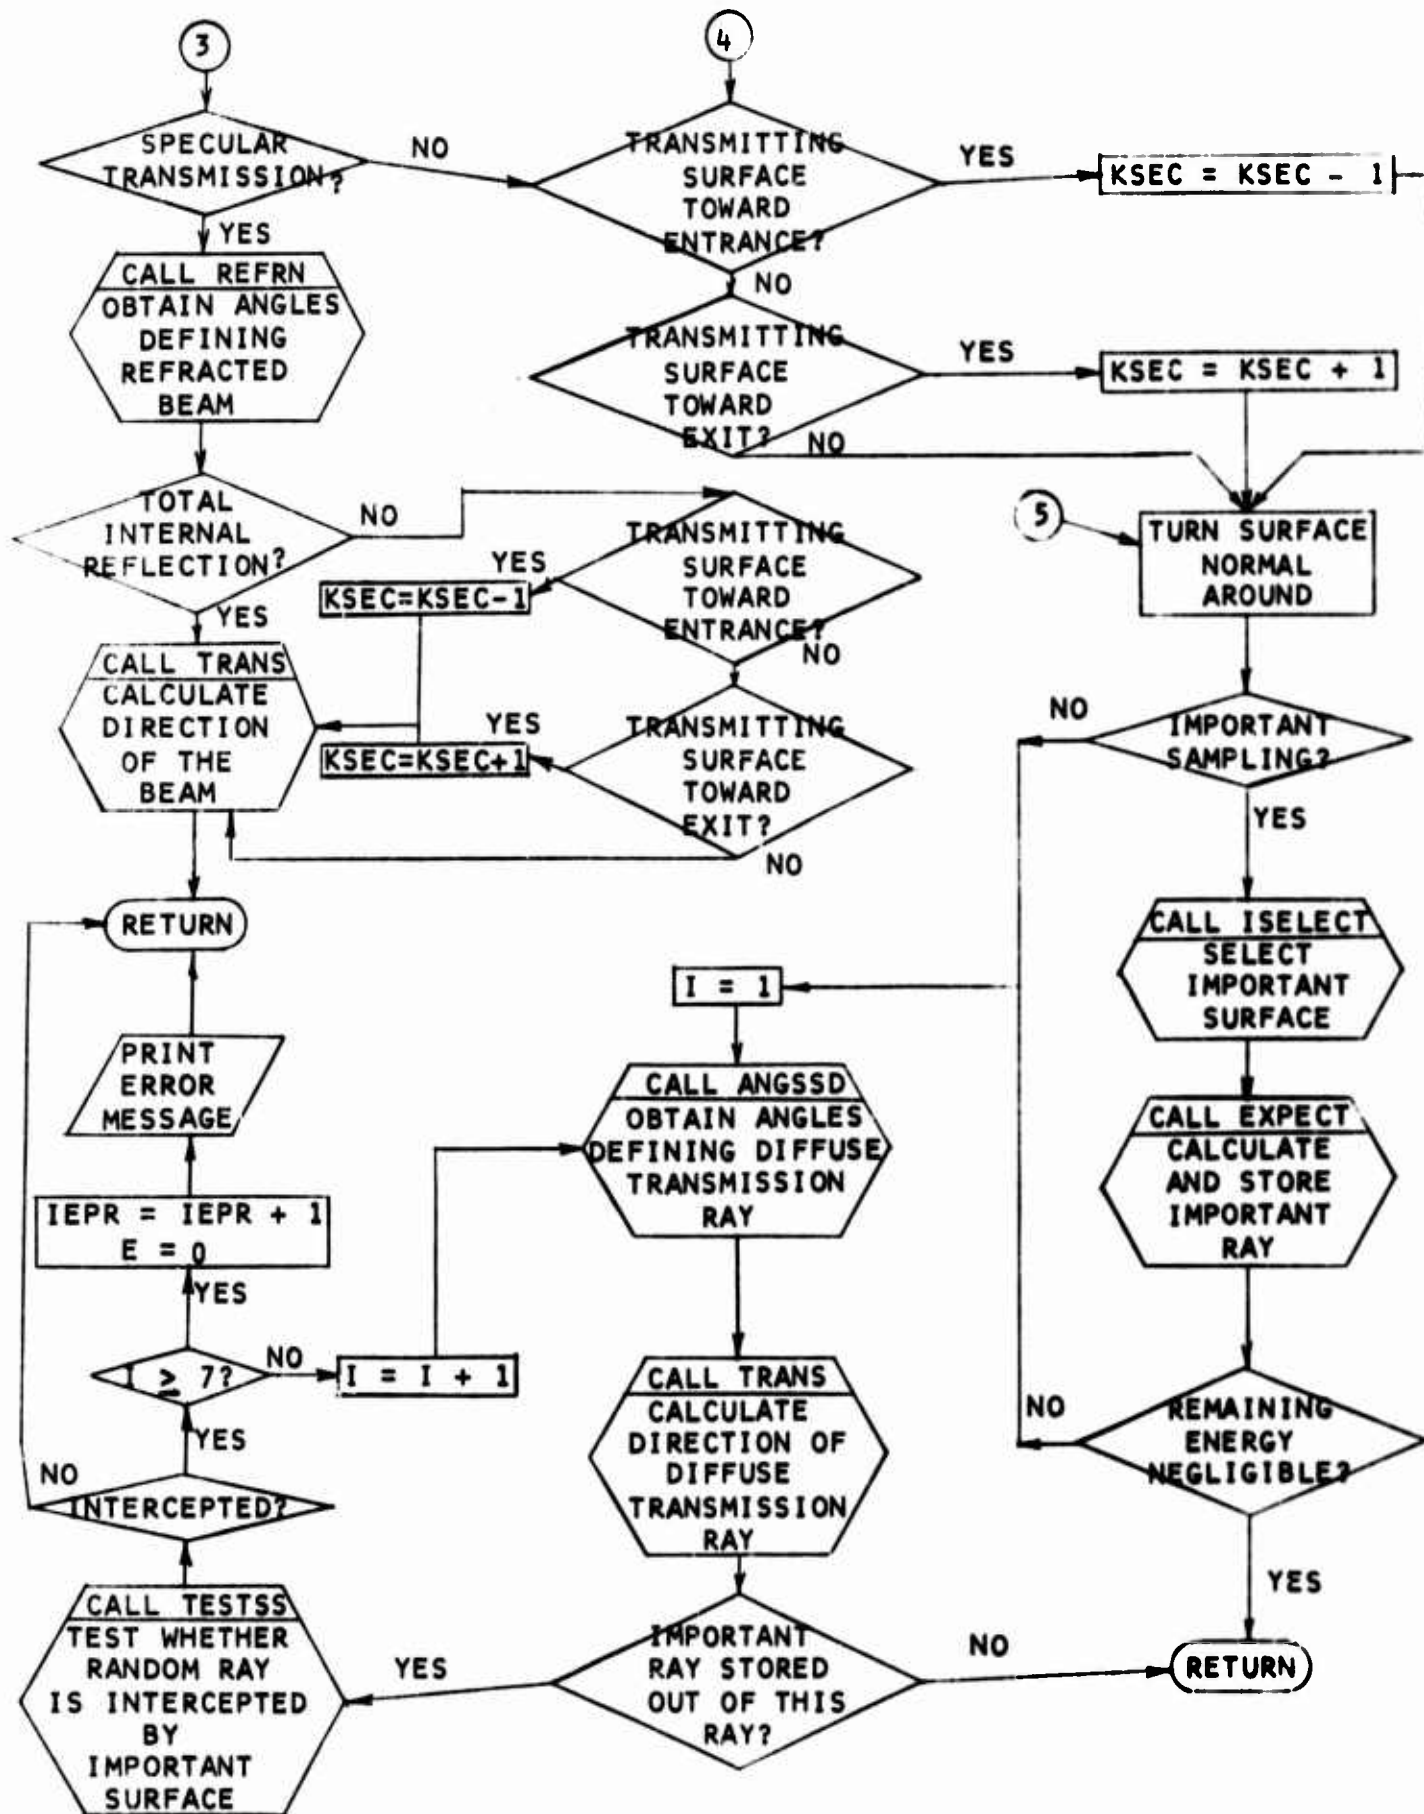 3
SPECULAR
TRANSMISSION?
NO
YES
CALL REFRN
OBTAIN ANGLES
DEFINING
REFRACTED
BEAM
TOTAL
INTERNAL
REFLECTION?
NO
YES
CALL TRANS
CALCULATE
DIRECTION
OF THE
BEAM
RETURN
4
TRANSMITTING
SURFACE
TOWARD
ENTRANCE?
YES
KSEC = KSEC - 1
NO
TRANSMITTING
SURFACE
TOWARD
EXIT?
YES
KSEC = KSEC + 1
NO
TRANSMITTING
SURFACE
TOWARD
ENTRANCE?
YES
KSEC=KSEC-1
NO
TRANSMITTING
SURFACE
TOWARD
EXIT?
YES
KSEC=KSEC+1
NO
5
TURN SURFACE
NORMAL
AROUND
IMPORTANT
SAMPLING?
NO
YES
CALL ISELECT
SELECT
IMPORTANT
SURFACE
CALL EXPECT
CALCULATE
AND STORE
IMPORTANT
RAY
REMAINING
ENERGY
NEGLIGIBLE?
NO
YES
RETURN
I = 1
CALL ANGSSD
OBTAIN ANGLES
DEFINING DIFFUSE
TRANSMISSION
RAY
CALL TRANS
CALCULATE
DIRECTION OF
DIFFUSE
TRANSMISSION
RAY
IMPORTANT
RAY STORED
OUT OF THIS
RAY?
NO
YES
CALL TESTSS
TEST WHETHER
RANDOM RAY
IS INTERCEPTED
BY
IMPORTANT
SURFACE
INTERCEPTED?
NO
YES
I ≥ 7?
NO
I = I + 1
YES
IEPR = IEPR + 1
E = 0
PRINT
ERROR
MESSAGE